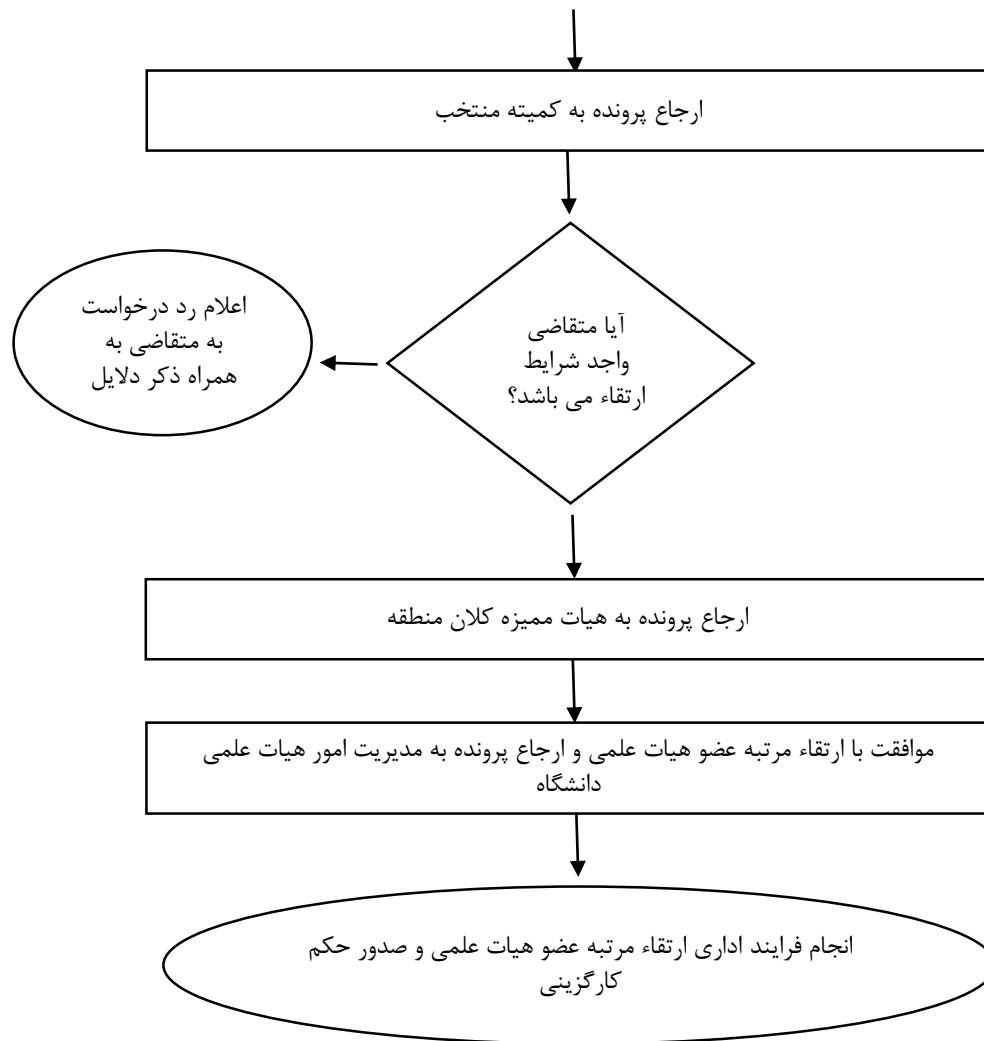 ارجاع پرونده به کمیته منتخب
آیا متقاضی
واجد شرایط
ارتقاء می باشد؟
اعلام رد درخواست
به متقاضی به
همراه ذکر دلایل
ارجاع پرونده به هیات ممیزه کلان منطقه
موافقت با ارتقاء مرتبه عضو هیات علمی و ارجاع پرونده به مدیریت امور هیات علمی
دانشگاه
انجام فرایند اداری ارتقاء مرتبه عضو هیات علمی و صدور حکم
کارگزینی